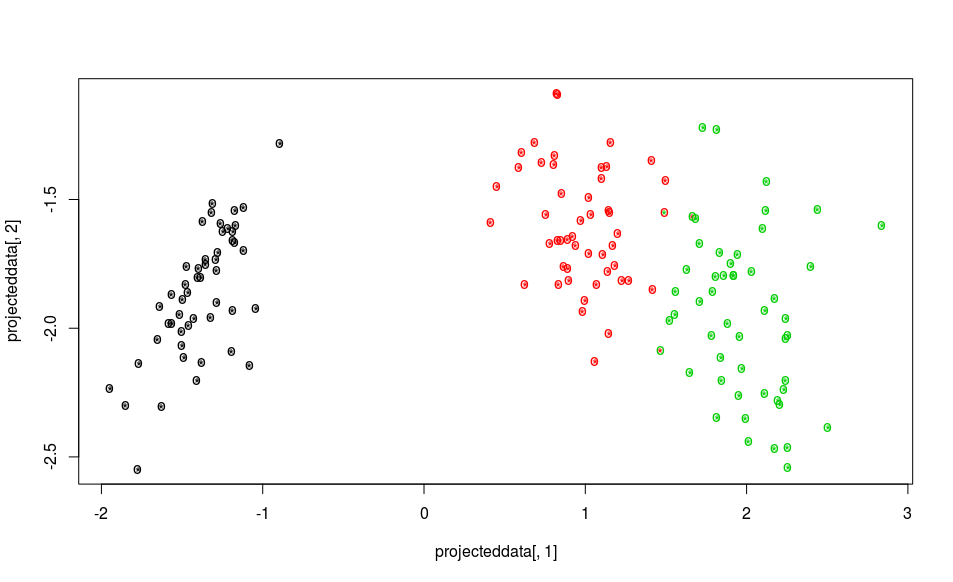 -1.5
-2.0
-2.5
projecteddata[, 2]
-2 -1 0 1 2 3
projecteddata[, 1]